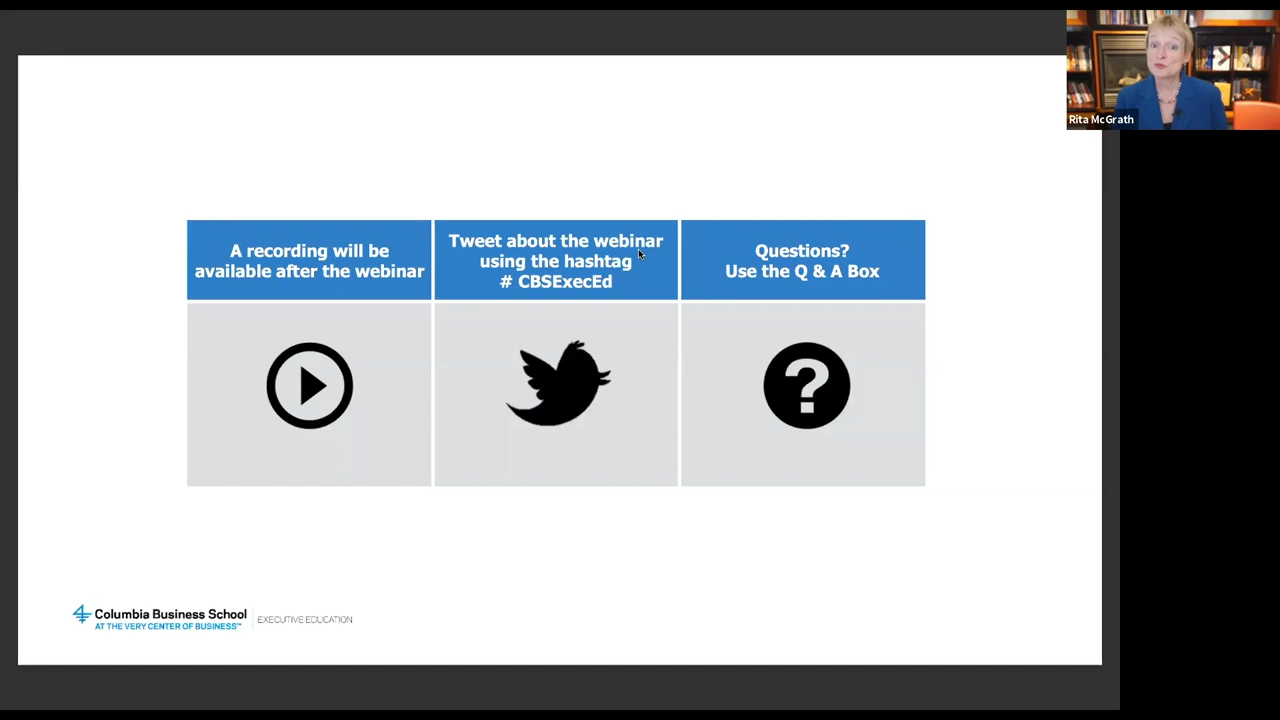 Rita McGrath
A recording will be
available after the webinar
Tweet about the webinar
using the hashtag
# CBSExecEd
Questions?
Use the Q & A Box
?
Columbia Business School
AT THE VERY CENTER OF BUSINESS™
EXECUTIVE EDUCATION